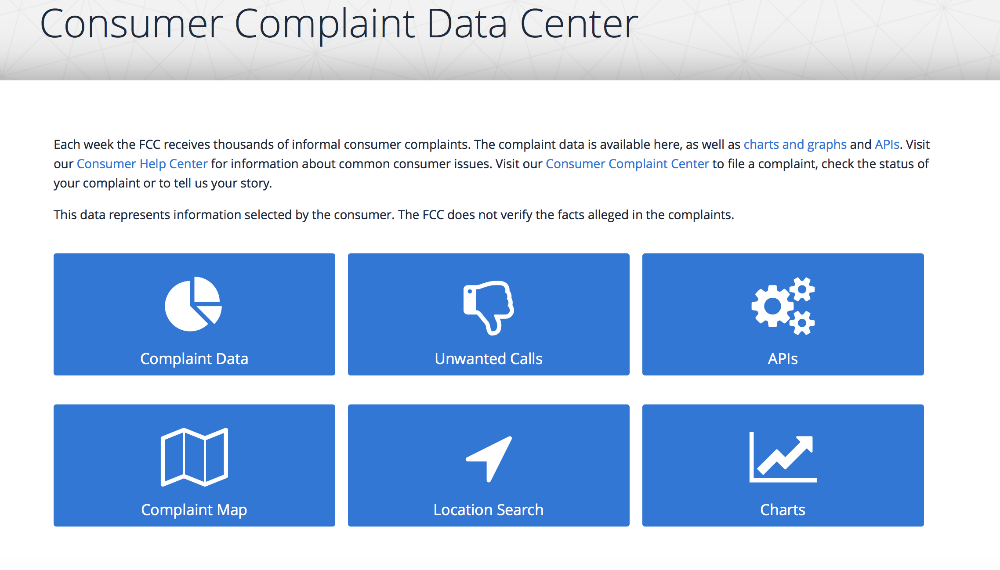 Consumer Complaint Data Center
Each week the FCC receives thousands of informal consumer complaints. The complaint data is available here, as well as charts and graphs and APIs. Visit
our Consumer Help Center for information about common consumer issues. Visit our Consumer Complaint Center to file a complaint, check the status of
your complaint or to tell us your story.
This data represents information selected by the consumer. The FCC does not verify the facts alleged in the complaints.
Complaint Data
Unwanted Calls
APIs
Complaint Map
Location Search
Charts